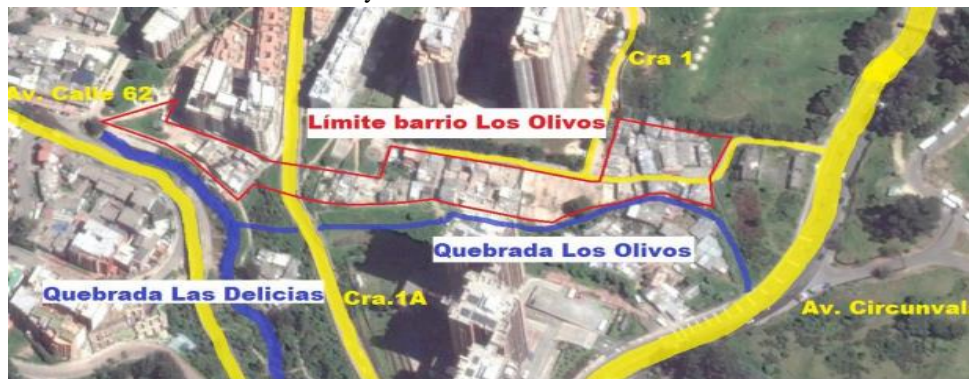 Av. Calle 62
Cra 1
Límite barrio Los Olivos
Quebrada Los Olivos
Quebrada Las Delicias
Cra.1A
Av. Circunval